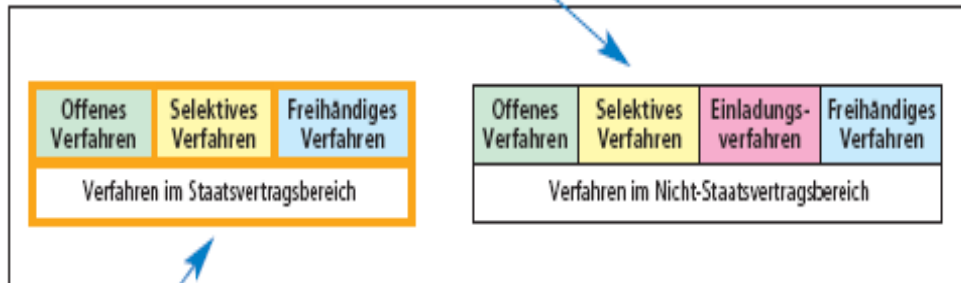 Offenes
Verfahren
Selektives
Verfahren
Freihändiges
Verfahren
Verfahren im Staatsvertragsbereich
Offenes
Verfahren
Selektives
Verfahren
Einladungs-
verfahren
Freihändiges
Verfahren
Verfahren im Nicht-Staatsvertragsbereich